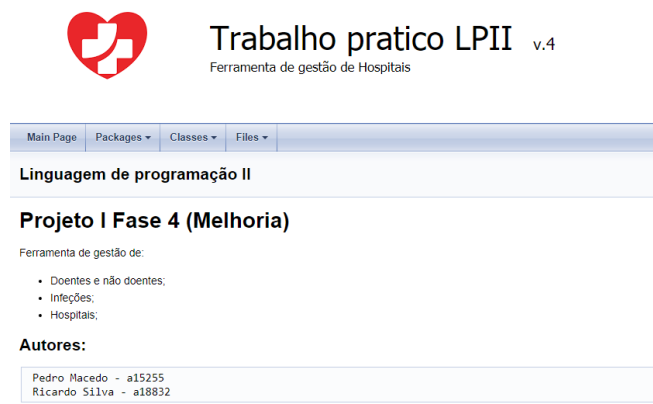 Trabalho pratico LPII v.4
Ferramenta de gestão de Hospitais
Main Page Packages Classes Files
Linguagem de programação II
Projeto I Fase 4 (Melhoria)
Ferramenta de gestão de:
Doentes e não doentes;
Infeções;
Hospitais;
Autores:
Pedro Macedo - a15255
Ricardo Silva - a18832